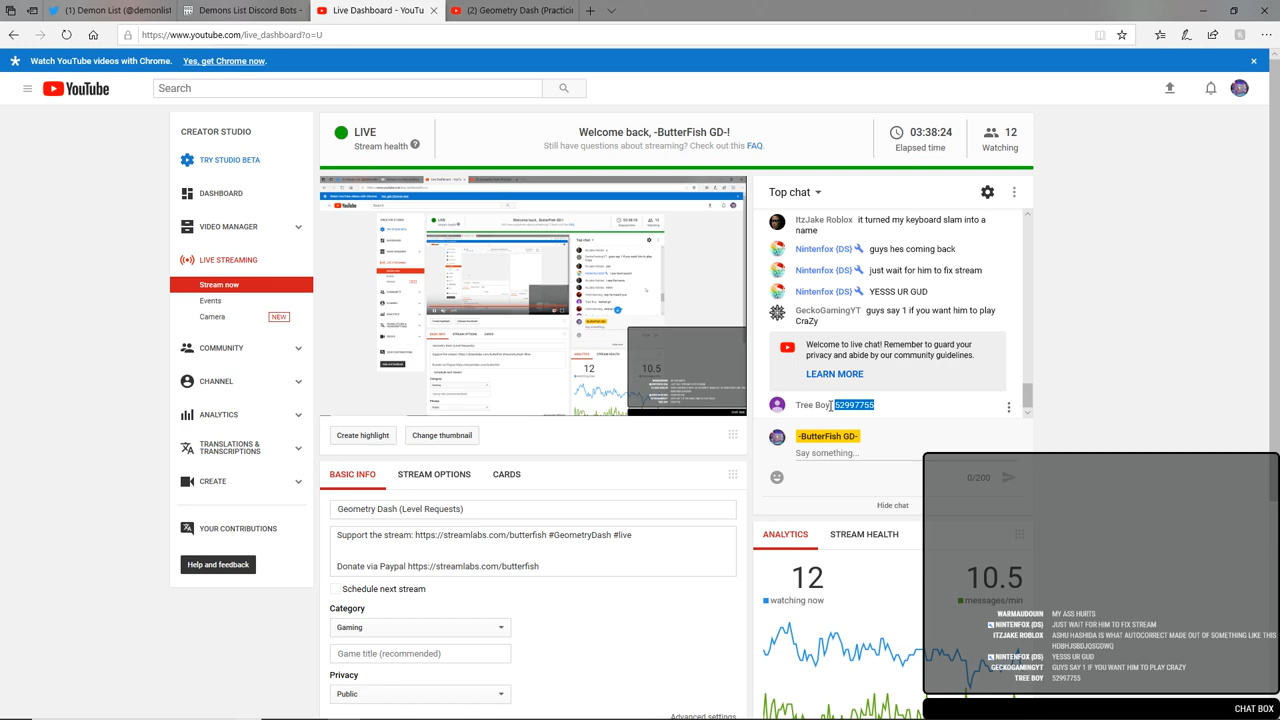 (1) Demon List (@demonlist
Demons List Discord Bots -
Live Dashboard - YouTu
(2) Geometry Dash (Practic
https://www.youtube.com/live_dashboard?o=U
Watch YouTube videos with Chrome. Yes, get Chrome now.
YouTube
Search
CREATOR STUDIO
TRY STUDIO BETA
DASHBOARD
VIDEO MANAGER
LIVE STREAMING
Stream now
Events
Camera NEW
COMMUNITY
CHANNEL
ANALYTICS
TRANSLATIONS &
TRANSCRIPTIONS
CREATE
YOUR CONTRIBUTIONS
Help and feedback
LIVE
Stream health ?
Welcome back, -ButterFish GD-!
Still have questions about streaming? Check out this FAQ.
03:38:24
Elapsed time
12
Watching
Create highlight
Change thumbnail
BASIC INFO STREAM OPTIONS CARDS
Geometry Dash (Level Requests)
Support the stream: https://streamlabs.com/butterfish #GeometryDash #live
Donate via Paypal https://streamlabs.com/butterfish
Schedule next stream
Category
Gaming
Game title (recommended)
Privacy
Public
Advanced settings
Top chat
ItzJake Roblox it turned my keyboard slam into a
name
Nintenfox {DS} guys hes coming back
Nintenfox {DS} just wait for him to fix stream
Nintenfox {DS} YESSS UR GUD
GeckoGamingYT guys say 1 if you want him to play
CraZy
Welcome to live chat! Remember to guard your
privacy and abide by our community guidelines.
LEARN MORE
Tree Boy 52997755
-ButterFish GD-
Say something...
0/200
Hide chat
ANALYTICS STREAM HEALTH
12
watching now
10.5
messages/min
WARMAUDOUIN MY ASS HURTS
NINTENFOX {DS} JUST WAIT FOR HIM TO FIX STREAM
ITZJAKE ROBLOX ASHU HASHIDA IS WHAT AUTOCORRECT MADE OUT OF SOMETHING LIKE THIS
NINTENFOX {DS} YESSS UR GUD
GECKOGAMINGYT GUYS SAY 1 IF YOU WANT HIM TO PLAY CRAZY
TREE BOY 52997755
CHAT BOX